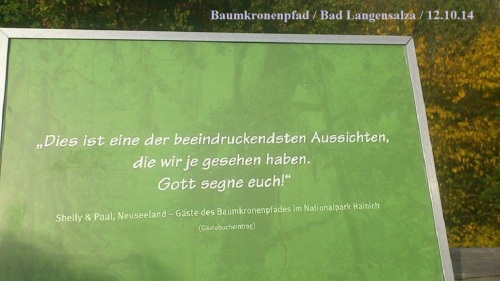 Baumkronenpfad / Bad Langensalza / 12.10.14
„Dies ist eine der beeindruckendsten Aussichten,
die wir je gesehen haben.
Gott segne euch!“
Shelly & Paul, Neuseeland – Gäste des Baumkronenpfades im Nationalpark Hainich
(Gästebucheintrag)